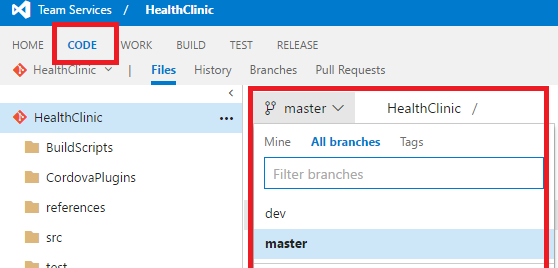 Team Services / HealthClinic
HOME CODE WORK BUILD TEST RELEASE
HealthClinic | Files History Branches Pull Requests
HealthClinic ...
BuildScripts
CordovaPlugins
references
src
test
master HealthClinic /
Mine All branches Tags
Filter branches
dev
master